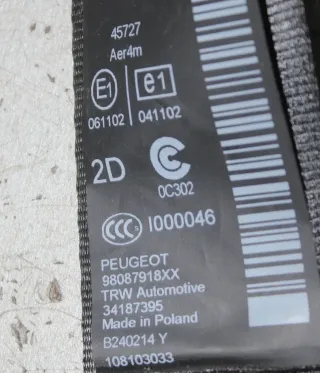 45727
Aer4m
E1
e1
061102
041102
2D
C
0C302
CCC S I000046
PEUGEOT
98087918XX
TRW Automotive
34187395
Made in Poland
B240214 Y
108103033